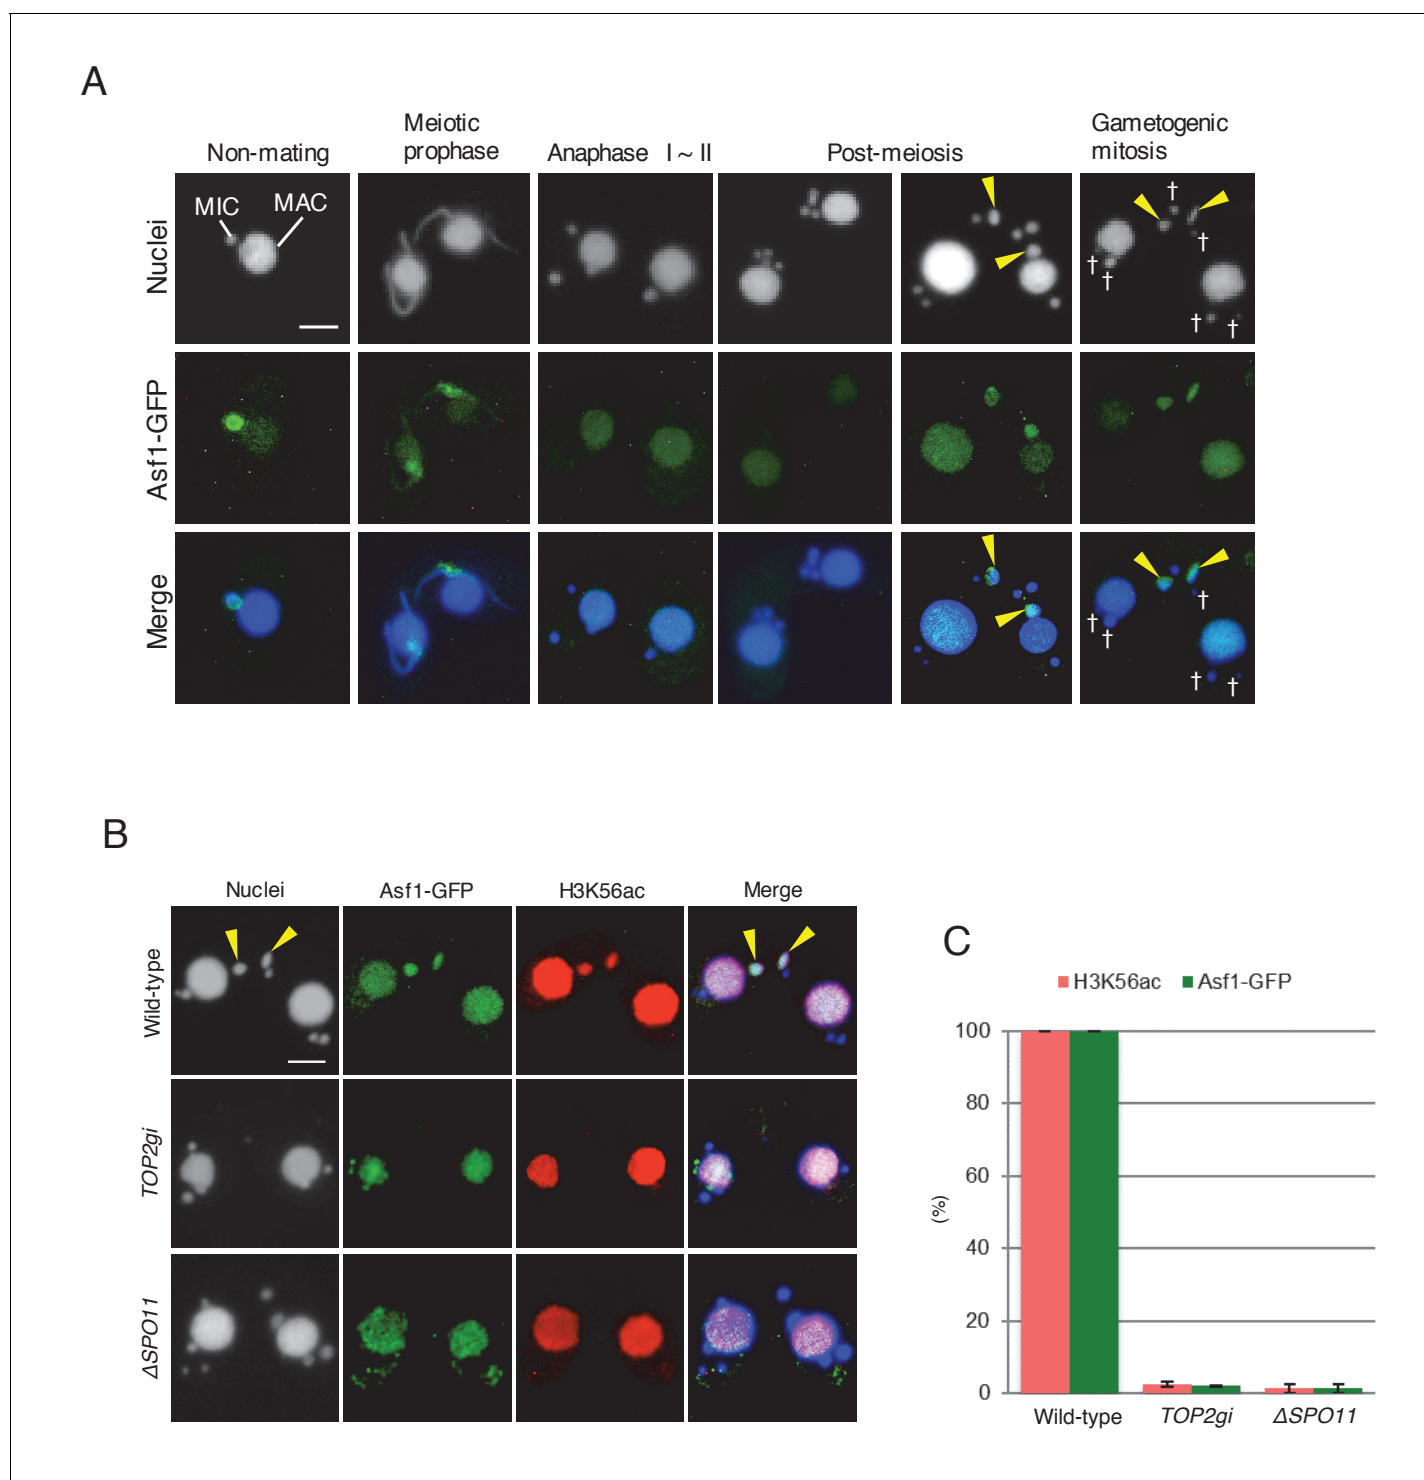 A
Non-mating
Meiotic
prophase
Anaphase I ~ II
Post-meiosis
Gametogenic
mitosis
Nuclei
MIC
MAC
† † † † † †
Asf1-GFP
Merge
† † † † †
B
Nuclei
Asf1-GFP
H3K56ac
Merge
Wild-type
TOP2gi
ΔSPO11
C
H3K56ac
Asf1-GFP
(%)
100
80
60
40
20
0
Wild-type
TOP2gi
ΔSPO11